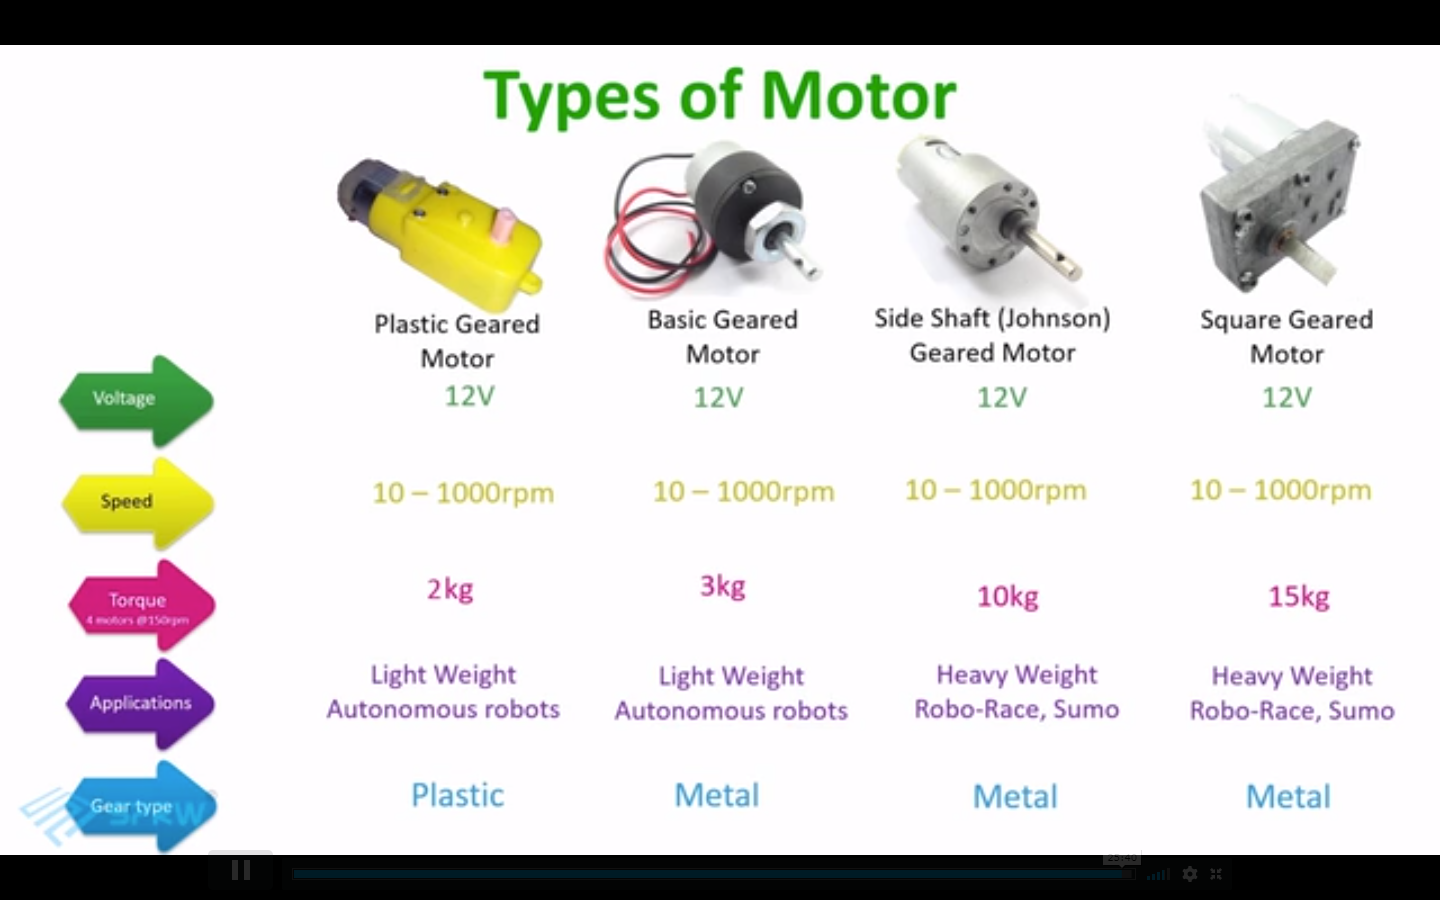 Types of Motor
Plastic Geared
Motor
Basic Geared
Motor
Side Shaft (Johnson)
Geared Motor
Square Geared
Motor
Voltage
12V
12V
12V
12V
Speed
10 – 1000rpm
10 – 1000rpm
10 – 1000rpm
10 – 1000rpm
Torque
4 motors @150rpm
2kg
3kg
10kg
15kg
Applications
Light Weight
Autonomous robots
Light Weight
Autonomous robots
Heavy Weight
Robo-Race, Sumo
Heavy Weight
Robo-Race, Sumo
Gear type
Plastic
Metal
Metal
Metal